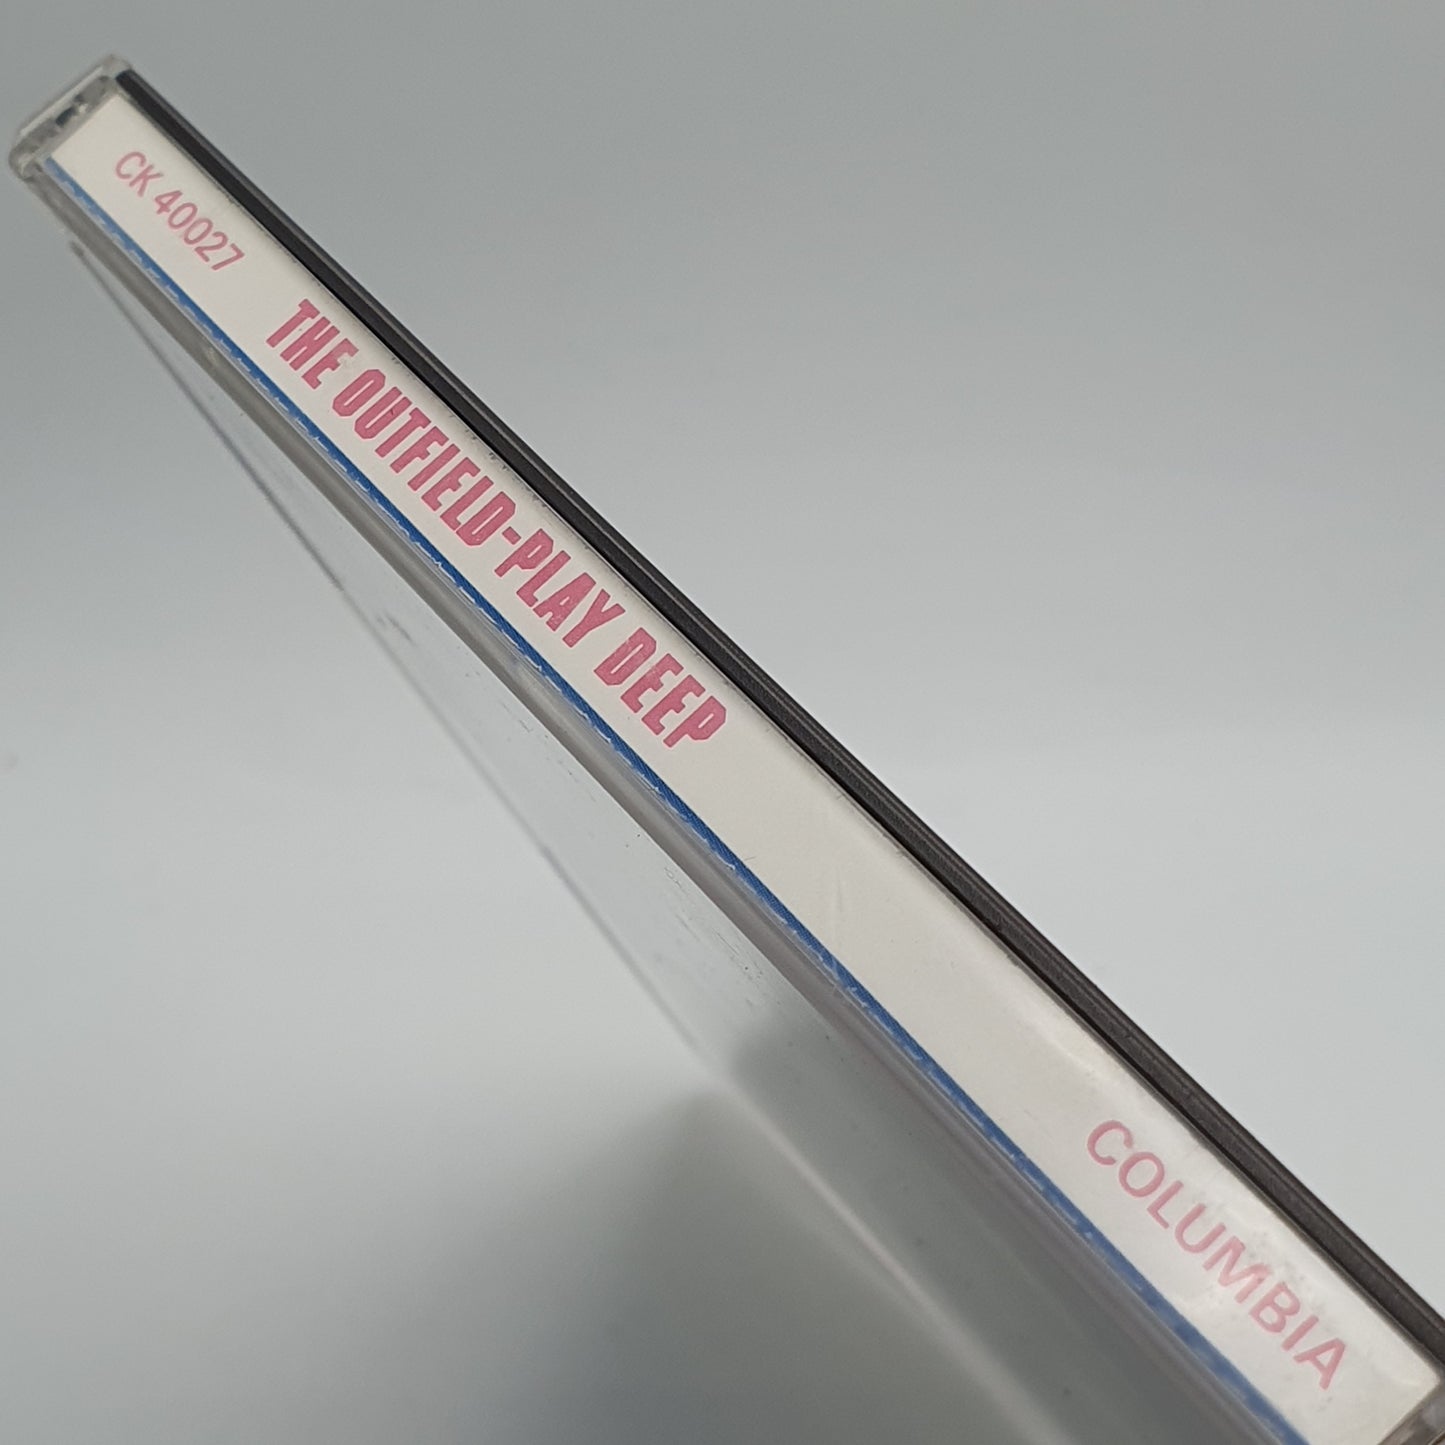 CK 40027 THE OUTFIELD-PLAY DEEP COLUMBIA